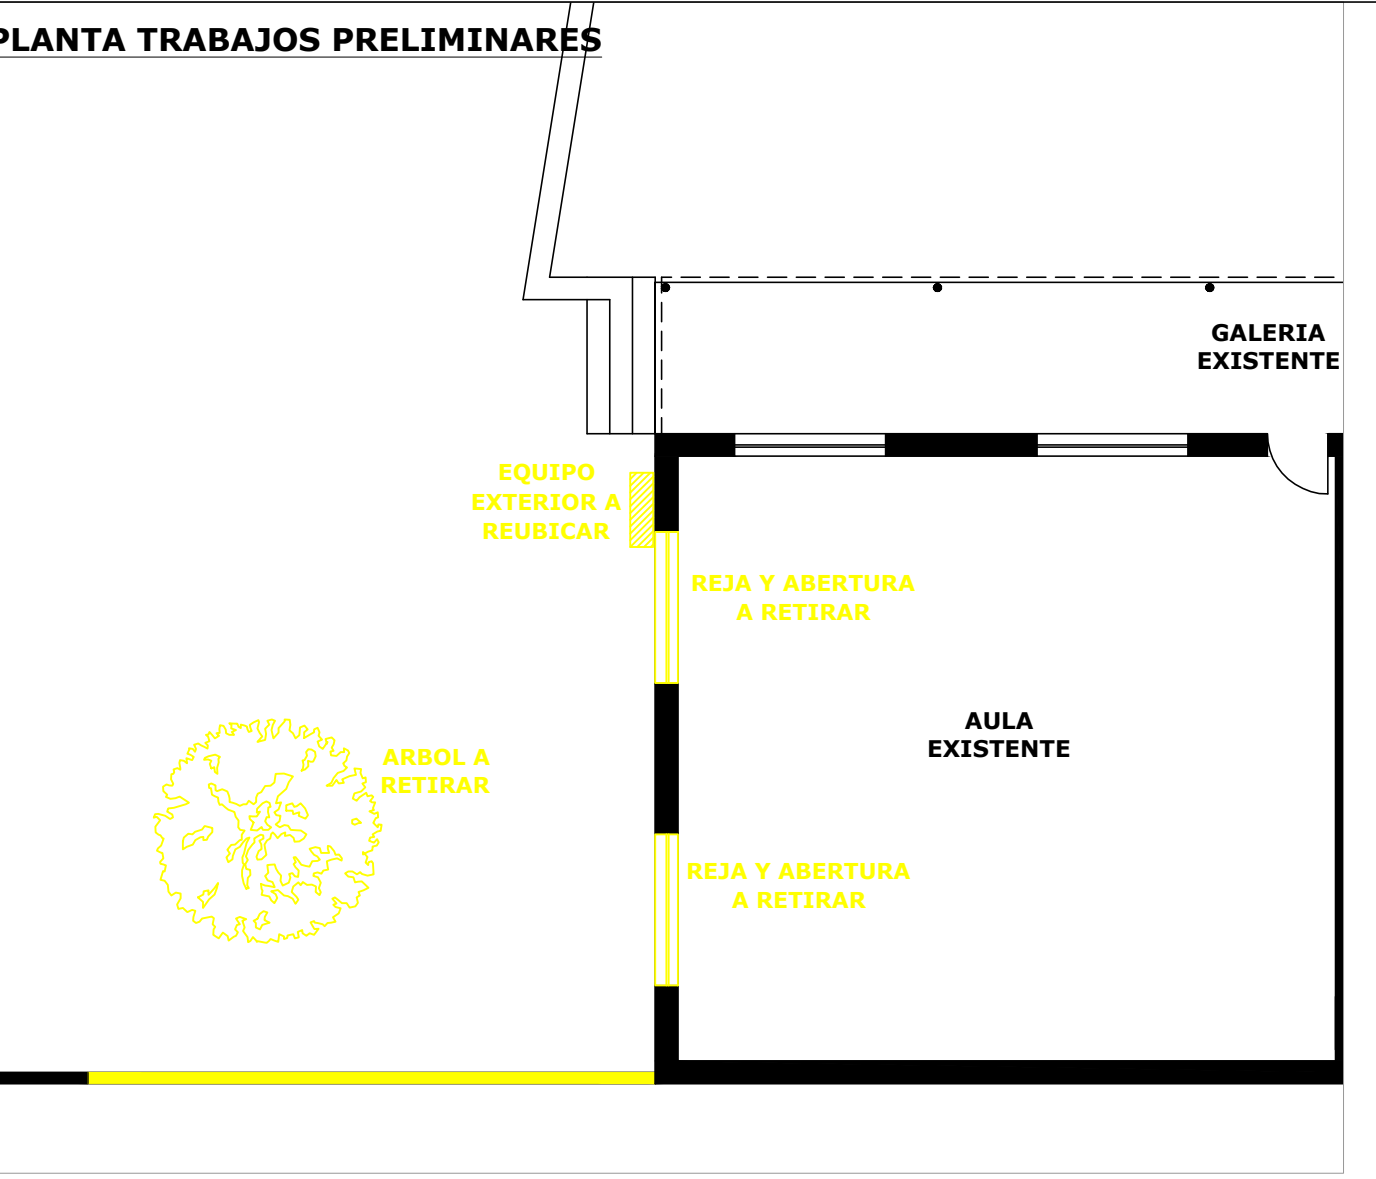 PLANTA TRABAJOS PRELIMINARES
GALERIA
EXISTENTE
EQUIPO
EXTERIOR A
REUBICAR
REJA Y ABERTURA
A RETIRAR
AULA
EXISTENTE
ARBOL A
RETIRAR
REJA Y ABERTURA
A RETIRAR